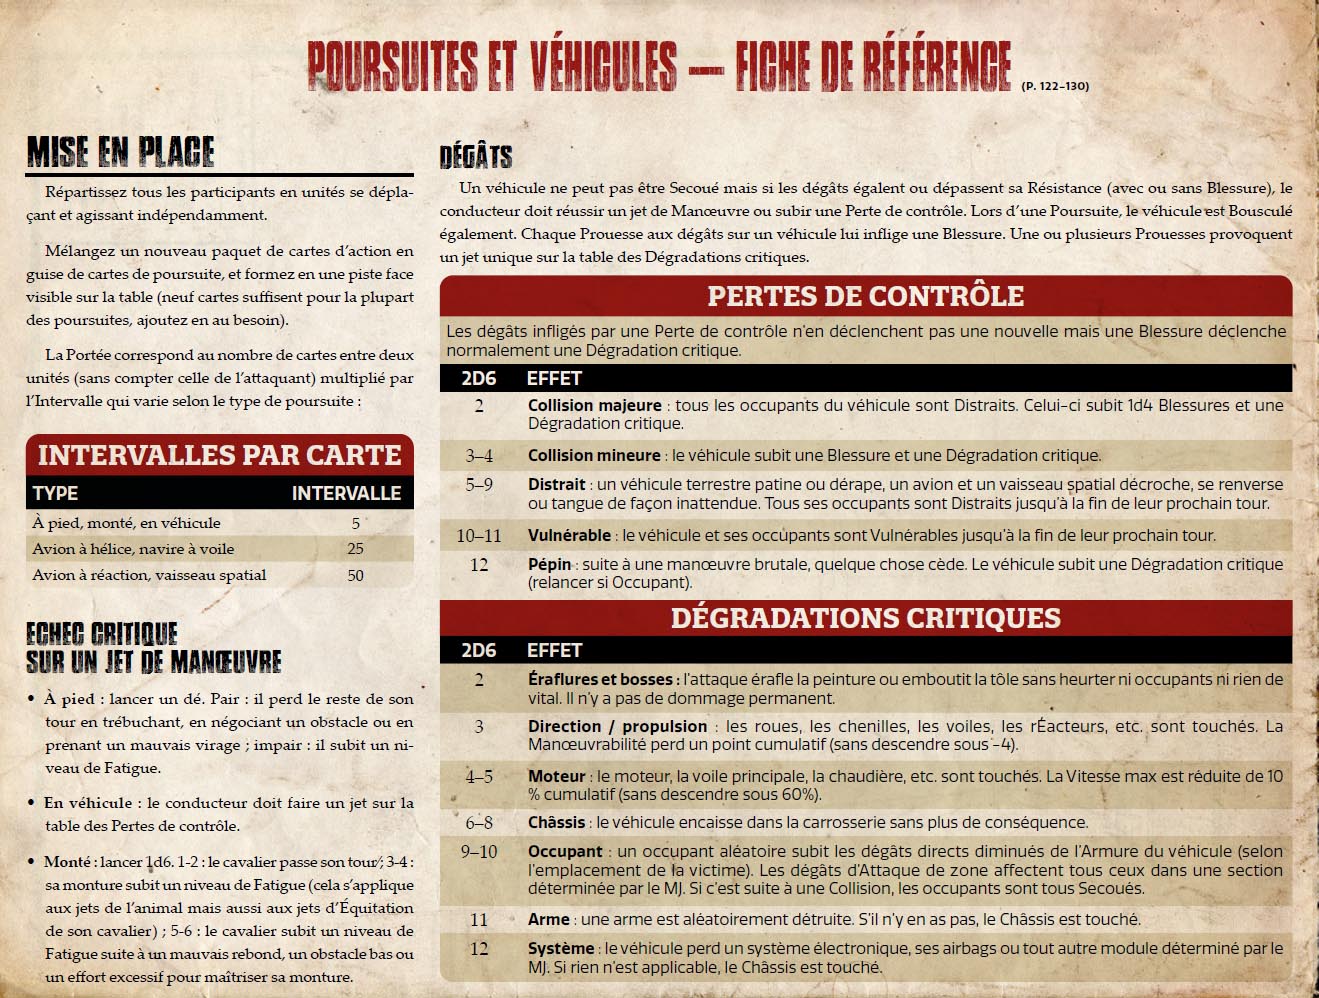 POURSUITES ET VÉHICULES — FICHE DE RÉFÉRENCE (P. 122-130)
MISE EN PLACE
Répartissez tous les participants en unités se dépla-
çant et agissant indépendamment.
Mélangez un nouveau paquet de cartes d'action en
guise de cartes de poursuite, et formez en une piste face
visible sur la table (neuf cartes suffisent pour la plupart
des poursuites, ajoutez en au besoin).
La Portée correspond au nombre de cartes entre deux
unités (sans compter celle de l'attaquant) multiplié par
l'Intervalle qui varie selon le type de poursuite :
INTERVALLES PAR CARTE
TYPE INTERVALLE
À pied, monté, en véhicule 5
Avion à hélice, navire à voile 25
Avion à réaction, vaisseau spatial 50
ECHEC CRITIQUE
SUR UN JET DE MANŒUVRE
• À pied : lancer un dé. Pair : il perd le reste de son
tour en trébuchant, en négociant un obstacle ou en
prenant un mauvais virage ; impair : il subit un ni-
veau de Fatigue.
• En véhicule : le conducteur doit faire un jet sur la
table des Pertes de contrôle.
• Monté : lancer 1d6. 1-2 : le cavalier passe son tour ; 3-4 :
sa monture subit un niveau de Fatigue (cela s'applique
aux jets de l'animal mais aussi aux jets d'Équitation
de son cavalier) ; 5-6 : le cavalier subit un niveau de
Fatigue suite à un mauvais rebond, un obstacle bas ou
un effort excessif pour maîtriser sa monture.
DÉGÂTS
Un véhicule ne peut pas être Secoué mais si les dégâts égalent ou dépassent sa Résistance (avec ou sans Blessure), le
conducteur doit réussir un jet de Manœuvre ou subir une Perte de contrôle. Lors d'une Poursuite, le véhicule est Bousculé
également. Chaque Prouesse aux dégâts sur un véhicule lui inflige une Blessure. Une ou plusieurs Prouesses provoquent
un jet unique sur la table des Dégradations critiques.
PERTES DE CONTRÔLE
Les dégâts infligés par une Perte de contrôle n'en déclenchent pas une nouvelle mais une Blessure déclenche
normalement une Dégradation critique.
2D6 EFFET
2 Collision majeure : tous les occupants du véhicule sont Distraits. Celui-ci subit 1d4 Blessures et une
Dégradation critique.
3–4 Collision mineure : le véhicule subit une Blessure et une Dégradation critique.
5–9 Distrait : un véhicule terrestre patine ou dérape, un avion et un vaisseau spatial décroche, se renverse
ou tangue de façon inattendue. Tous ses occupants sont Distraits jusqu'à la fin de leur prochain tour.
10–11 Vulnérable : le véhicule et ses occupants sont Vulnérables jusqu'à la fin de leur prochain tour.
12 Pépin : suite à une manœuvre brutale, quelque chose cède. Le véhicule subit une Dégradation critique
(relancer si Occupant).
DÉGRADATIONS CRITIQUES
2D6 EFFET
2 Éraflures et bosses : l'attaque érafle la peinture ou emboutit la tôle sans heurter ni occupants ni rien de
vital. Il n'y a pas de dommage permanent.
3 Direction / propulsion : les roues, les chenilles, les voiles, les rÉacteurs, etc. sont touchés. La
Manœuvrabilité perd un point cumulatif (sans descendre sous -4).
4–5 Moteur : le moteur, la voile principale, la chaudière, etc. sont touchés. La Vitesse max est réduite de 10
% cumulatif (sans descendre sous 60%).
6–8 Châssis : le véhicule encaisse dans la carrosserie sans plus de conséquence.
9–10 Occupant : un occupant aléatoire subit les dégâts directs diminués de l'Armure du véhicule (selon
l'emplacement de la victime). Les dégâts d'Attaque de zone affectent tous ceux dans une section
déterminée par le MJ. Si c'est suite à une Collision, les occupants sont tous Secoués.
11 Arme : une arme est aléatoirement détruite. S'il n'y en as pas, le Châssis est touché.
12 Système : le véhicule perd un système électronique, ses airbags ou tout autre module déterminé par le
MJ. Si rien n'est applicable, le Châssis est touché.